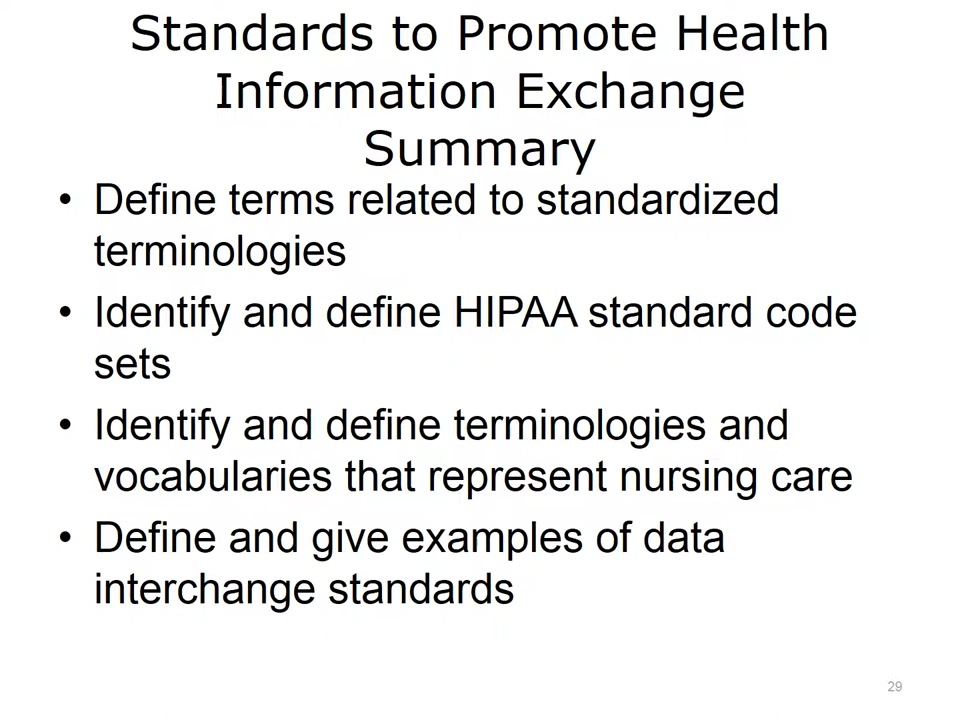 Standards to Promote Health
Information Exchange
Summary
• Define terms related to standardized
terminologies
• Identify and define HIPAA standard code
sets
• Identify and define terminologies and
vocabularies that represent nursing care
• Define and give examples of data
interchange standards
29